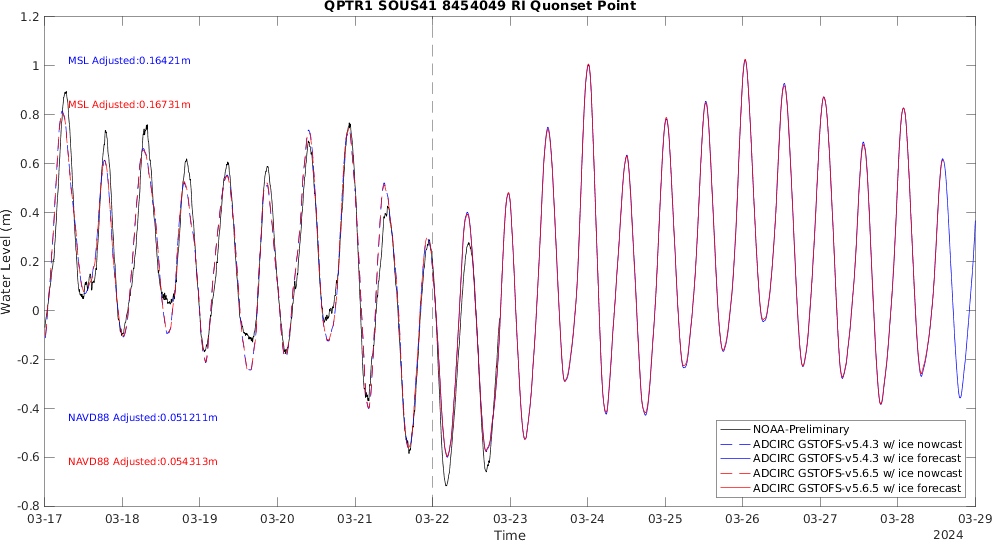 QPTR1 SOUS41 8454049 RI Quonset Point
1.2
1
0.8
0.6
0.4
0.2
0
-0.2
-0.4
-0.6
-0.8
Water Level (m)
MSL Adjusted:0.16421m
MSL Adjusted:0.16731m
NAVD88 Adjusted:0.051211m
NAVD88 Adjusted:0.054313m
NOAA-Preliminary
ADCIRC GSTOFS-v5.4.3 w/ ice nowcast
ADCIRC GSTOFS-v5.4.3 w/ ice forecast
ADCIRC GSTOFS-v5.6.5 w/ ice nowcast
ADCIRC GSTOFS-v5.6.5 w/ ice forecast
03-17 03-18 03-19 03-20 03-21 03-22 03-23 03-24 03-25 03-26 03-27 03-28 03-29
Time
2024